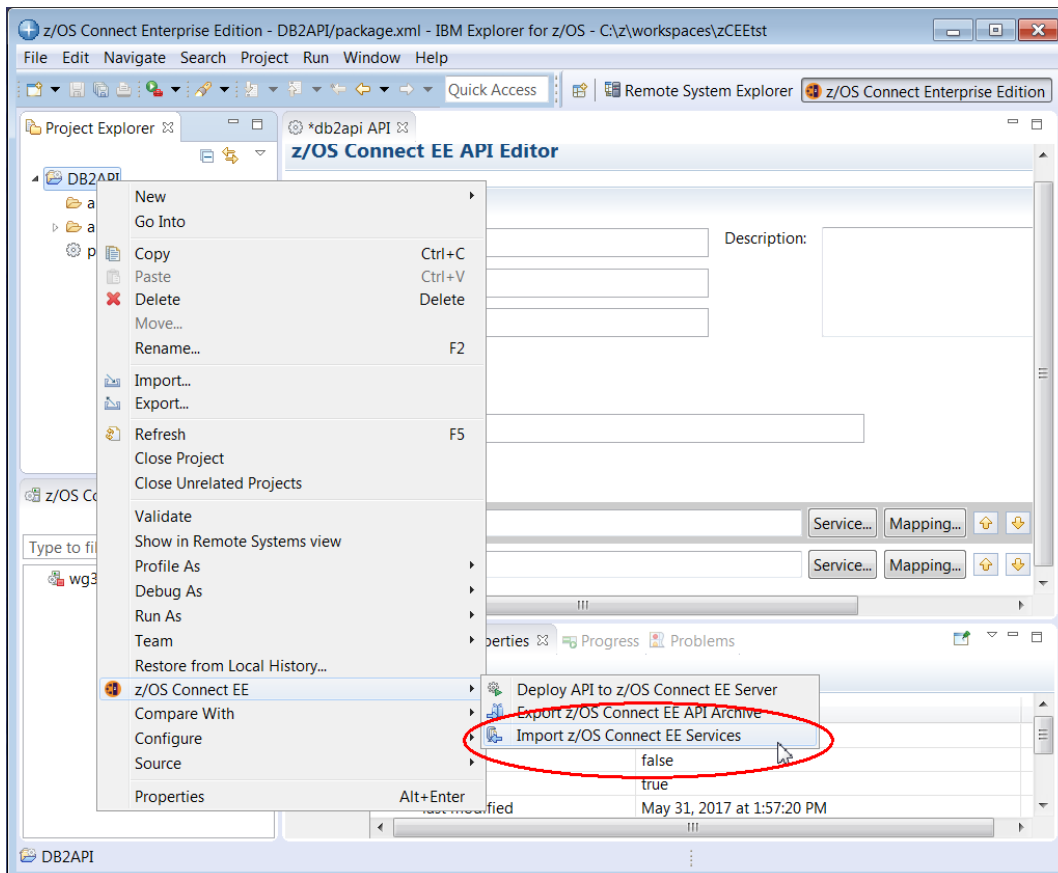 z/OS Connect Enterprise Edition - DB2API/package.xml - IBM Explorer for z/OS - C:\z\workspaces\zCEEtst
File Edit Navigate Search Project Run Window Help
Quick Access Remote System Explorer z/OS Connect Enterprise Edition
Project Explorer *db2api API
z/OS Connect EE API Editor
DB2API
a
a
p
New
Go Into
Description:
Copy Ctrl+C
Paste Ctrl+V
Delete Delete
Move...
Rename... F2
Import...
Export...
Refresh F5
Close Project
Close Unrelated Projects
z/OS Co
Validate
Service... Mapping...
Show in Remote Systems view
Type to fil
Profile As
Service... Mapping...
wg3
Debug As
Run As
Team
perties Progress Problems
Restore from Local History...
z/OS Connect EE
Deploy API to z/OS Connect EE Server
Compare With
Export z/OS Connect EE API Archive
Configure
Import z/OS Connect EE Services
Source
false
true
Properties Alt+Enter
last modified May 31, 2017 at 1:57:20 PM
DB2API